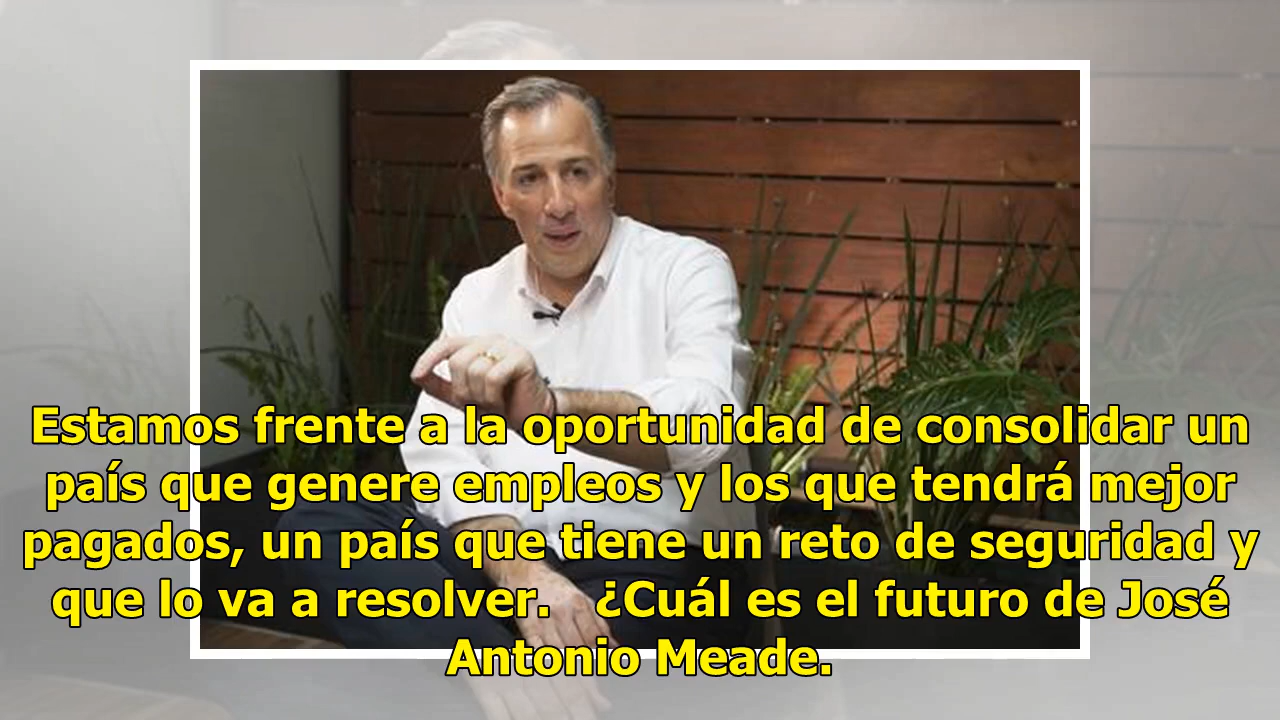 Estamos frente a la oportunidad de consolidar un
país que genere empleos y los que tendrá mejor
pagados, un país que tiene un reto de seguridad y
que lo va a resolver.   ¿Cuál es el futuro de José
Antonio Meade.